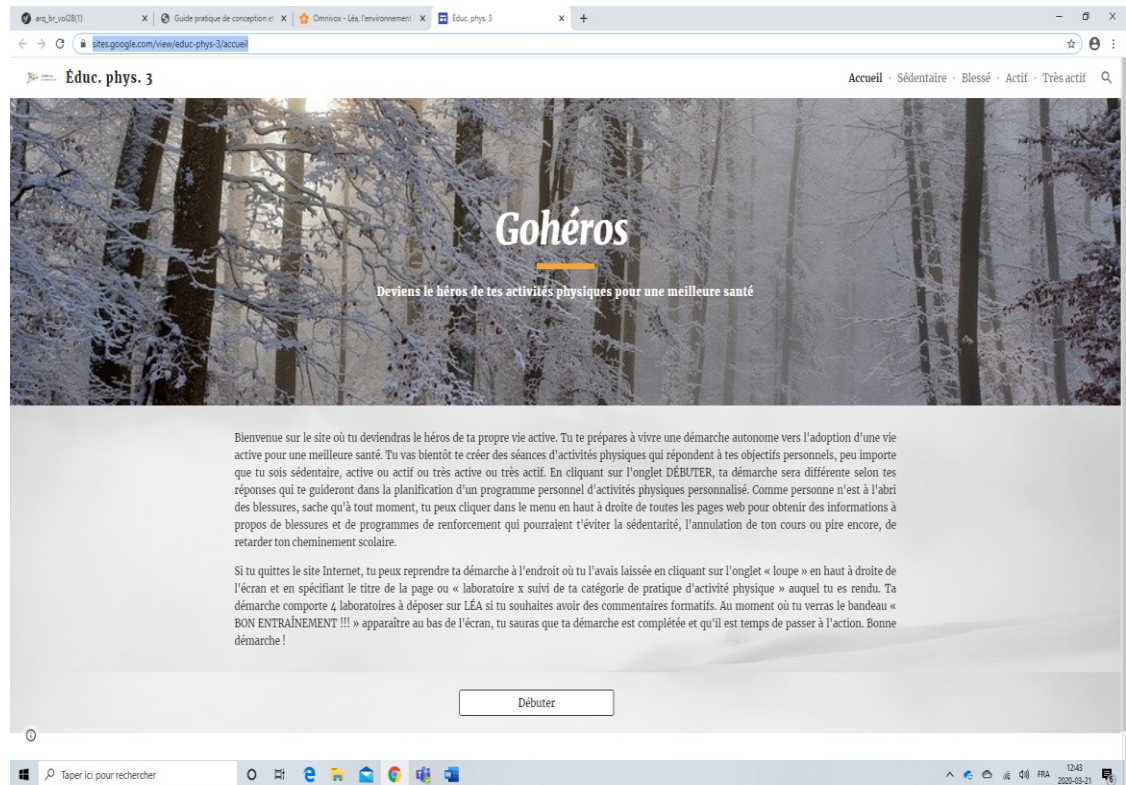 arq_br_vol28(1)
Guide pratique de conception et
Omnivox - Léa, l'environnement
Éduc. phys. 3
sites.google.com/view/educ-phys-3/accueil
Éduc. phys. 3
Accueil · Sédentaire · Blessé · Actif · Très actif
Gohéros
Deviens le héros de tes activités physiques pour une meilleure santé
Bienvenue sur le site où tu deviendras le héros de ta propre vie active. Tu te prépares à vivre une démarche autonome vers l'adoption d'une vie
active pour une meilleure santé. Tu vas bientôt te créer des séances d'activités physiques qui répondent à tes objectifs personnels, peu importe
que tu sois sédentaire, active ou actif ou très active ou très actif. En cliquant sur l'onglet DÉBUTER, ta démarche sera différente selon tes
réponses qui te guideront dans la planification d'un programme personnel d'activités physiques personnalisé. Comme personne n'est à l'abri
des blessures, sache qu'à tout moment, tu peux cliquer dans le menu en haut à droite de toutes les pages web pour obtenir des informations à
propos de blessures et de programmes de renforcement qui pourraient t'éviter la sédentarité, l'annulation de ton cours ou pire encore, de
retarder ton cheminement scolaire.
Si tu quittes le site Internet, tu peux reprendre ta démarche à l'endroit où tu l'avais laissée en cliquant sur l'onglet « loupe » en haut à droite de
l'écran et en spécifiant le titre de la page ou « laboratoire x suivi de ta catégorie de pratique d'activité physique » auquel tu es rendu. Ta
démarche comporte 4 laboratoires à déposer sur LÉA si tu souhaites avoir des commentaires formatifs. Au moment où tu verras le bandeau «
BON ENTRAÎNEMENT !!! » apparaître au bas de l'écran, tu sauras que ta démarche est complétée et qu'il est temps de passer à l'action. Bonne
démarche !
Débuter
Taper ici pour rechercher
FRA
12:43
2020-03-21